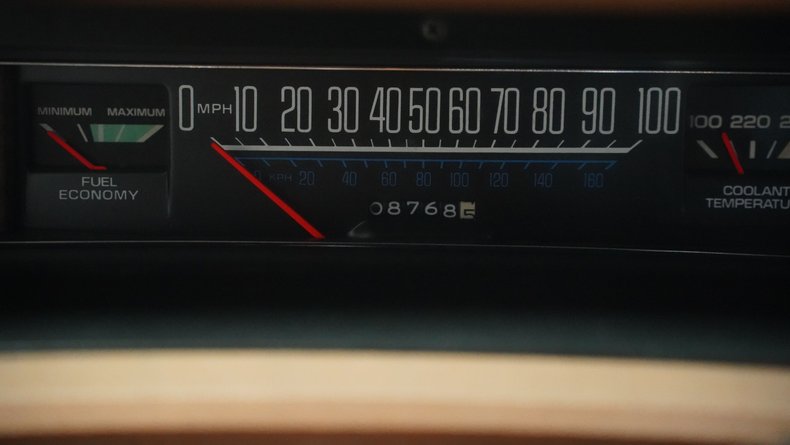 MINIMUM MAXIMUM
FUEL
ECONOMY
0 MPH 10 20 30 40 50 60 70 80 90 100
0 KPH 20 40 60 80 100 120 140 160
08768
100 220
COOLANT